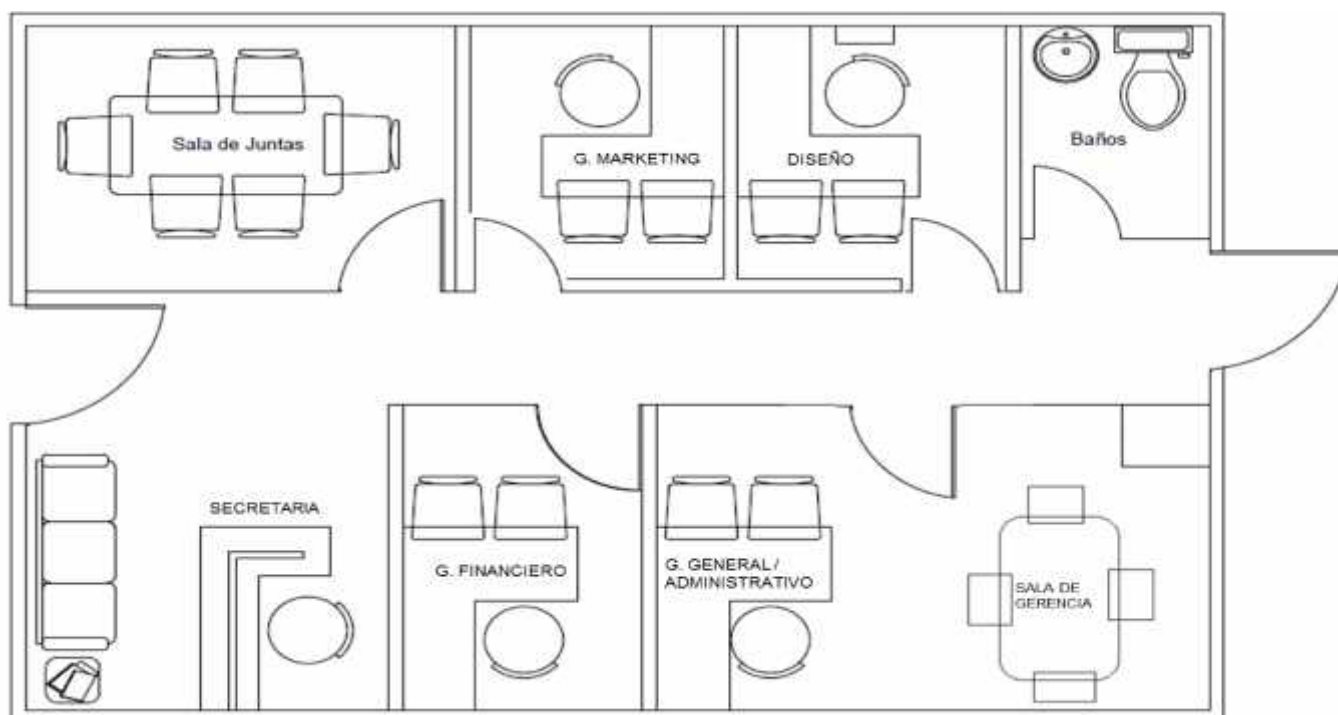 Sala de Juntas
G. MARKETING
DISEÑO
Baños
SECRETARIA
G. FINANCIERO
G. GENERAL /
ADMINISTRATIVO
SALA DE
GERENCIA